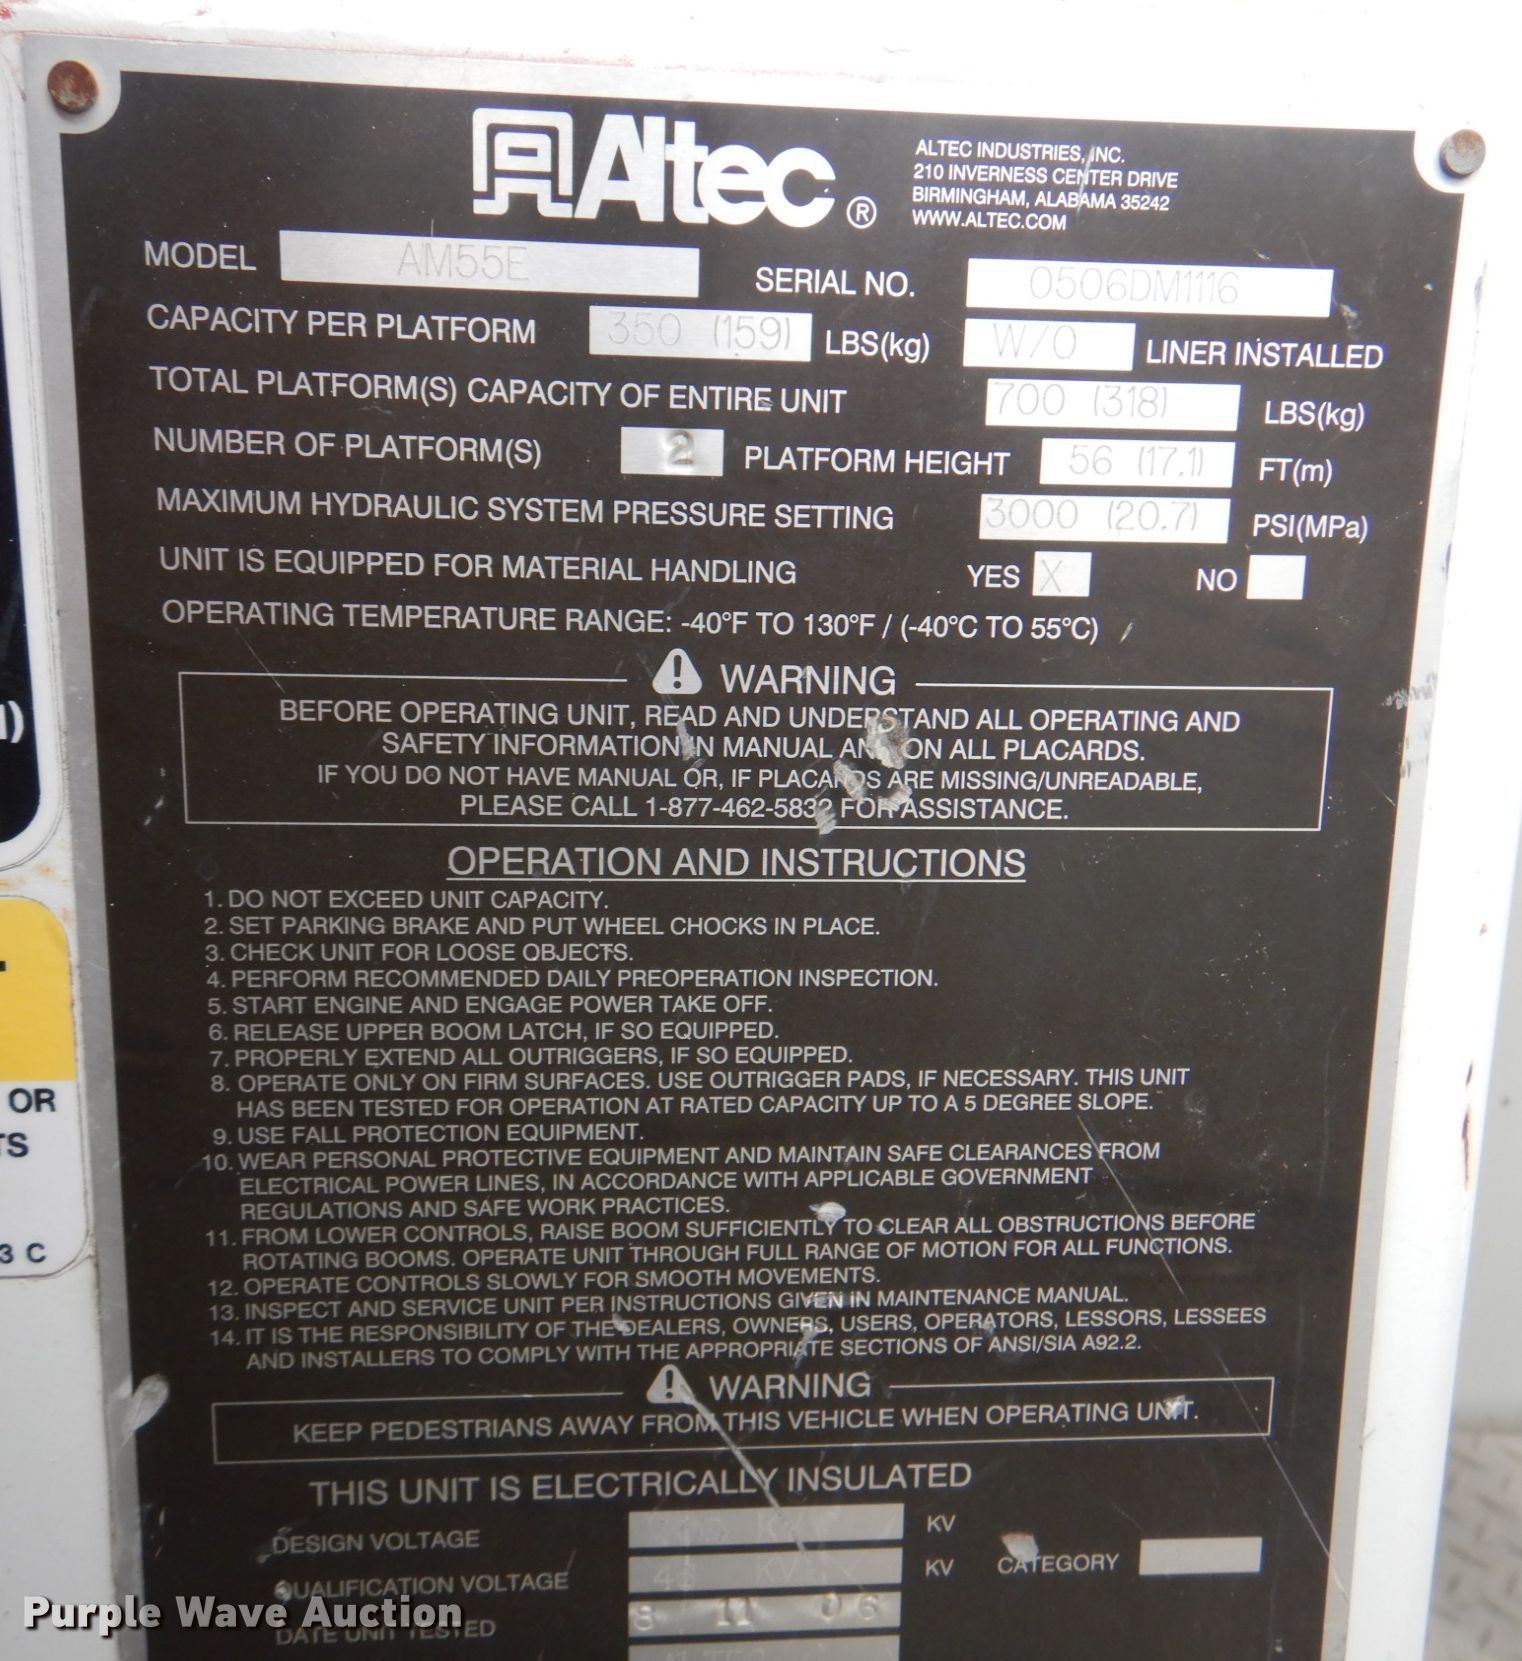 Altec ®
ALTEC INDUSTRIES, INC.
210 INVERNESS CENTER DRIVE
BIRMINGHAM, ALABAMA 35242
WWW.ALTEC.COM
MODEL AM55E SERIAL NO. 0506DM1116
CAPACITY PER PLATFORM 350 (159) LBS(kg) W/O LINER INSTALLED
TOTAL PLATFORM(S) CAPACITY OF ENTIRE UNIT 700 (318) LBS(kg)
NUMBER OF PLATFORM(S) 2 PLATFORM HEIGHT 56 (17.1) FT(m)
MAXIMUM HYDRAULIC SYSTEM PRESSURE SETTING 3000 (20.7) PSI(MPa)
UNIT IS EQUIPPED FOR MATERIAL HANDLING YES X NO
OPERATING TEMPERATURE RANGE: -40°F TO 130°F / (-40°C TO 55°C)
WARNING
BEFORE OPERATING UNIT, READ AND UNDERSTAND ALL OPERATING AND
SAFETY INFORMATION IN MANUAL AND ON ALL PLACARDS.
IF YOU DO NOT HAVE MANUAL OR, IF PLACARDS ARE MISSING/UNREADABLE,
PLEASE CALL 1-877-462-5832 FOR ASSISTANCE.
OPERATION AND INSTRUCTIONS
1. DO NOT EXCEED UNIT CAPACITY.
2. SET PARKING BRAKE AND PUT WHEEL CHOCKS IN PLACE.
3. CHECK UNIT FOR LOOSE OBJECTS.
4. PERFORM RECOMMENDED DAILY PREOPERATION INSPECTION.
5. START ENGINE AND ENGAGE POWER TAKE OFF.
6. RELEASE UPPER BOOM LATCH, IF SO EQUIPPED.
7. PROPERLY EXTEND ALL OUTRIGGERS, IF SO EQUIPPED.
8. OPERATE ONLY ON FIRM SURFACES. USE OUTRIGGER PADS, IF NECESSARY. THIS UNIT
HAS BEEN TESTED FOR OPERATION AT RATED CAPACITY UP TO A 5 DEGREE SLOPE.
9. USE FALL PROTECTION EQUIPMENT.
10. WEAR PERSONAL PROTECTIVE EQUIPMENT AND MAINTAIN SAFE CLEARANCES FROM
ELECTRICAL POWER LINES, IN ACCORDANCE WITH APPLICABLE GOVERNMENT
REGULATIONS AND SAFE WORK PRACTICES.
11. FROM LOWER CONTROLS, RAISE BOOM SUFFICIENTLY TO CLEAR ALL OBSTRUCTIONS BEFORE
ROTATING BOOMS. OPERATE UNIT THROUGH FULL RANGE OF MOTION FOR ALL FUNCTIONS.
12. OPERATE CONTROLS SLOWLY FOR SMOOTH MOVEMENTS.
13. INSPECT AND SERVICE UNIT PER INSTRUCTIONS GIVEN IN MAINTENANCE MANUAL.
14. IT IS THE RESPONSIBILITY OF THE DEALERS, OWNERS, USERS, OPERATORS, LESSORS, LESSEES
AND INSTALLERS TO COMPLY WITH THE APPROPRIATE SECTIONS OF ANSI/SIA A92.2.
WARNING
KEEP PEDESTRIANS AWAY FROM THIS VEHICLE WHEN OPERATING UNIT.
THIS UNIT IS ELECTRICALLY INSULATED
DESIGN VOLTAGE KV
QUALIFICATION VOLTAGE KV CATEGORY
DATE UNIT TESTED 8 11 06
OR
TS
3 C
Purple Wave Auction